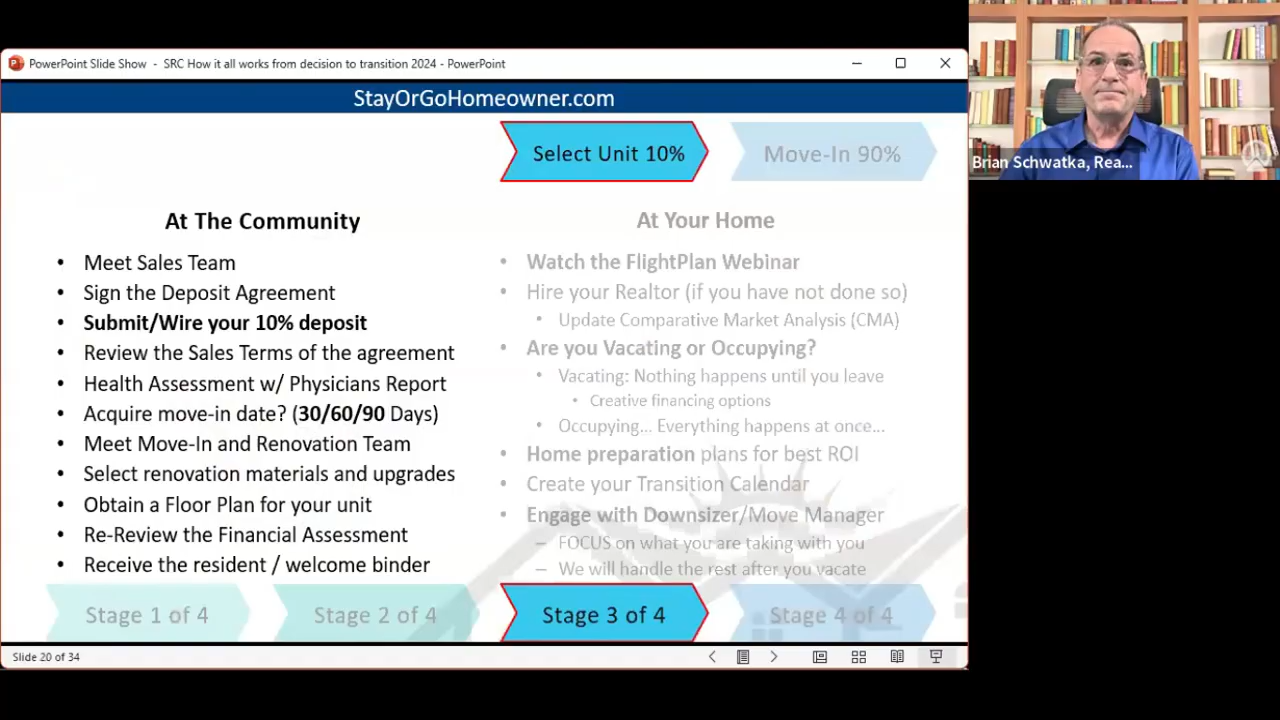 PowerPoint Slide Show - SRC How it all works from decision to transition 2024 - PowerPoint
StayOrGoHomeowner.com
Select Unit 10%
Move-In 90%
Brian Schwatka, Rea...
At The Community
• Meet Sales Team
• Sign the Deposit Agreement
• Submit/Wire your 10% deposit
• Review the Sales Terms of the agreement
• Health Assessment w/ Physicians Report
• Acquire move-in date? (30/60/90 Days)
• Meet Move-In and Renovation Team
• Select renovation materials and upgrades
• Obtain a Floor Plan for your unit
• Re-Review the Financial Assessment
• Receive the resident / welcome binder
At Your Home
• Watch the FlightPlan Webinar
• Hire your Realtor (if you have not done so)
• Update Comparative Market Analysis (CMA)
• Are you Vacating or Occupying?
• Vacating: Nothing happens until you leave
• Creative financing options
• Occupying... Everything happens at once...
• Home preparation plans for best ROI
• Create your Transition Calendar
• Engage with Downsizer/Move Manager
– FOCUS on what you are taking with you
– We will handle the rest after you vacate
Stage 1 of 4
Stage 2 of 4
Stage 3 of 4
Stage 4 of 4
Slide 20 of 34